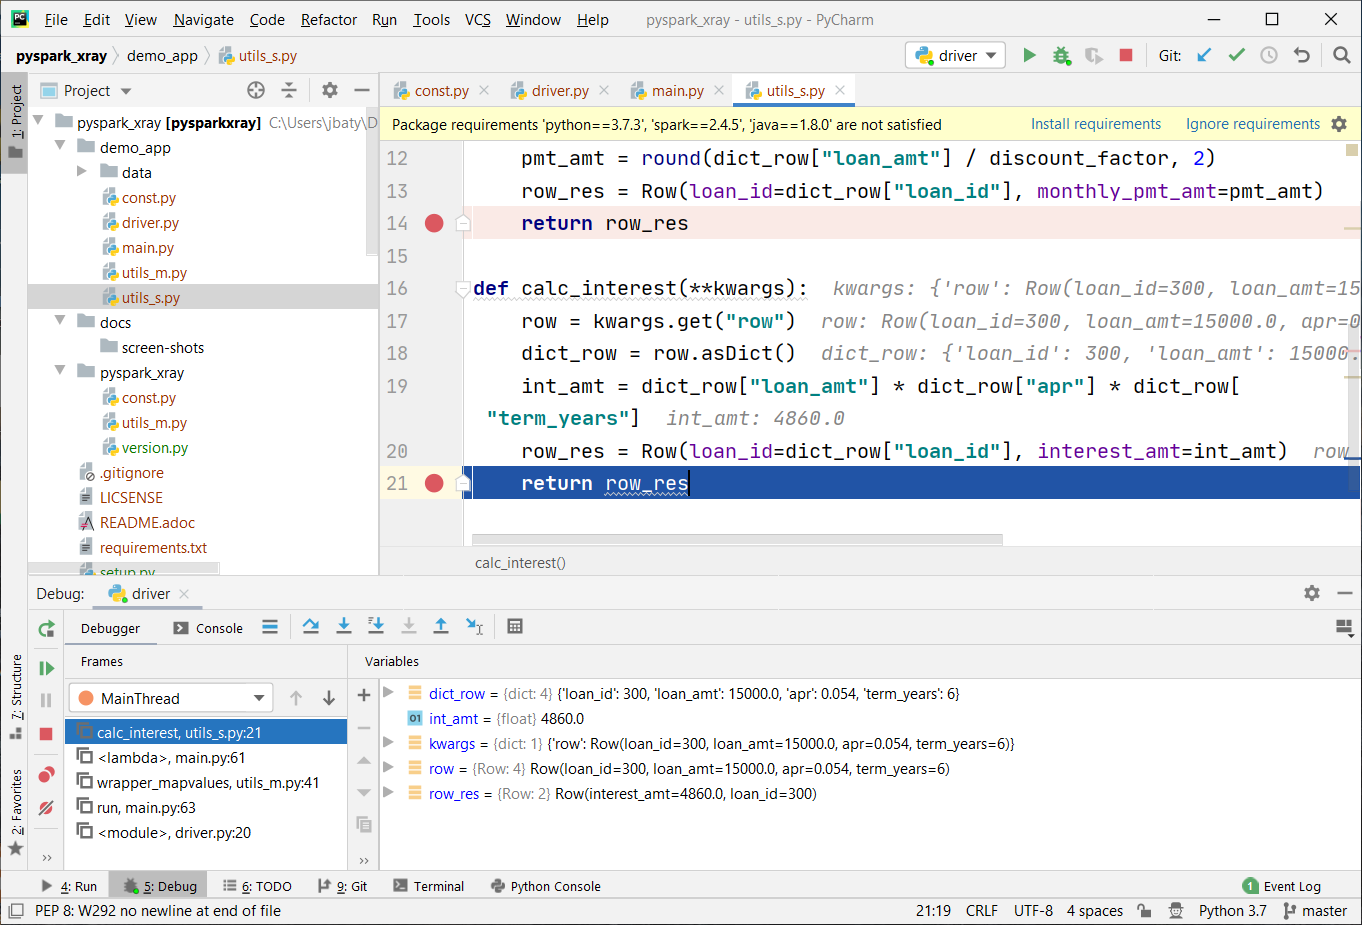 PC File Edit View Navigate Code Refactor Run Tools VCS Window Help pyspark_xray - utils_s.py - PyCharm
pyspark_xray demo_app utils_s.py driver Git:
1: Project
Project
pyspark_xray [pysparkxray] C:\Users\jbaty\D
demo_app
data
const.py
driver.py
main.py
utils_m.py
utils_s.py
docs
screen-shots
pyspark_xray
const.py
utils_m.py
version.py
.gitignore
LICSENSE
README.adoc
requirements.txt
setup.py
const.py driver.py main.py utils_s.py
Package requirements 'python==3.7.3', 'spark==2.4.5', 'java==1.8.0' are not satisfied Install requirements Ignore requirements
12 pmt_amt = round(dict_row["loan_amt"] / discount_factor, 2)
13 row_res = Row(loan_id=dict_row["loan_id"], monthly_pmt_amt=pmt_amt)
14 return row_res
15
16 def calc_interest(**kwargs): kwargs: {'row': Row(loan_id=300, loan_amt=15
17 row = kwargs.get("row") row: Row(loan_id=300, loan_amt=15000.0, apr=0
18 dict_row = row.asDict() dict_row: {'loan_id': 300, 'loan_amt': 15000.
19 int_amt = dict_row["loan_amt"] * dict_row["apr"] * dict_row[
"term_years"] int_amt: 4860.0
20 row_res = Row(loan_id=dict_row["loan_id"], interest_amt=int_amt) row
21 return row_res
calc_interest()
Debug: driver
Debugger Console
7: Structure
2: Favorites
Frames
MainThread
calc_interest, utils_s.py:21
<lambda>, main.py:61
wrapper_mapvalues, utils_m.py:41
run, main.py:63
<module>, driver.py:20
Variables
dict_row = {dict: 4} {'loan_id': 300, 'loan_amt': 15000.0, 'apr': 0.054, 'term_years': 6}
01 int_amt = {float} 4860.0
kwargs = {dict: 1} {'row': Row(loan_id=300, loan_amt=15000.0, apr=0.054, term_years=6)}
row = {Row: 4} Row(loan_id=300, loan_amt=15000.0, apr=0.054, term_years=6)
row_res = {Row: 2} Row(interest_amt=4860.0, loan_id=300)
4: Run 5: Debug 6: TODO 9: Git Terminal Python Console 1 Event Log
PEP 8: W292 no newline at end of file 21:19 CRLF UTF-8 4 spaces Python 3.7 master